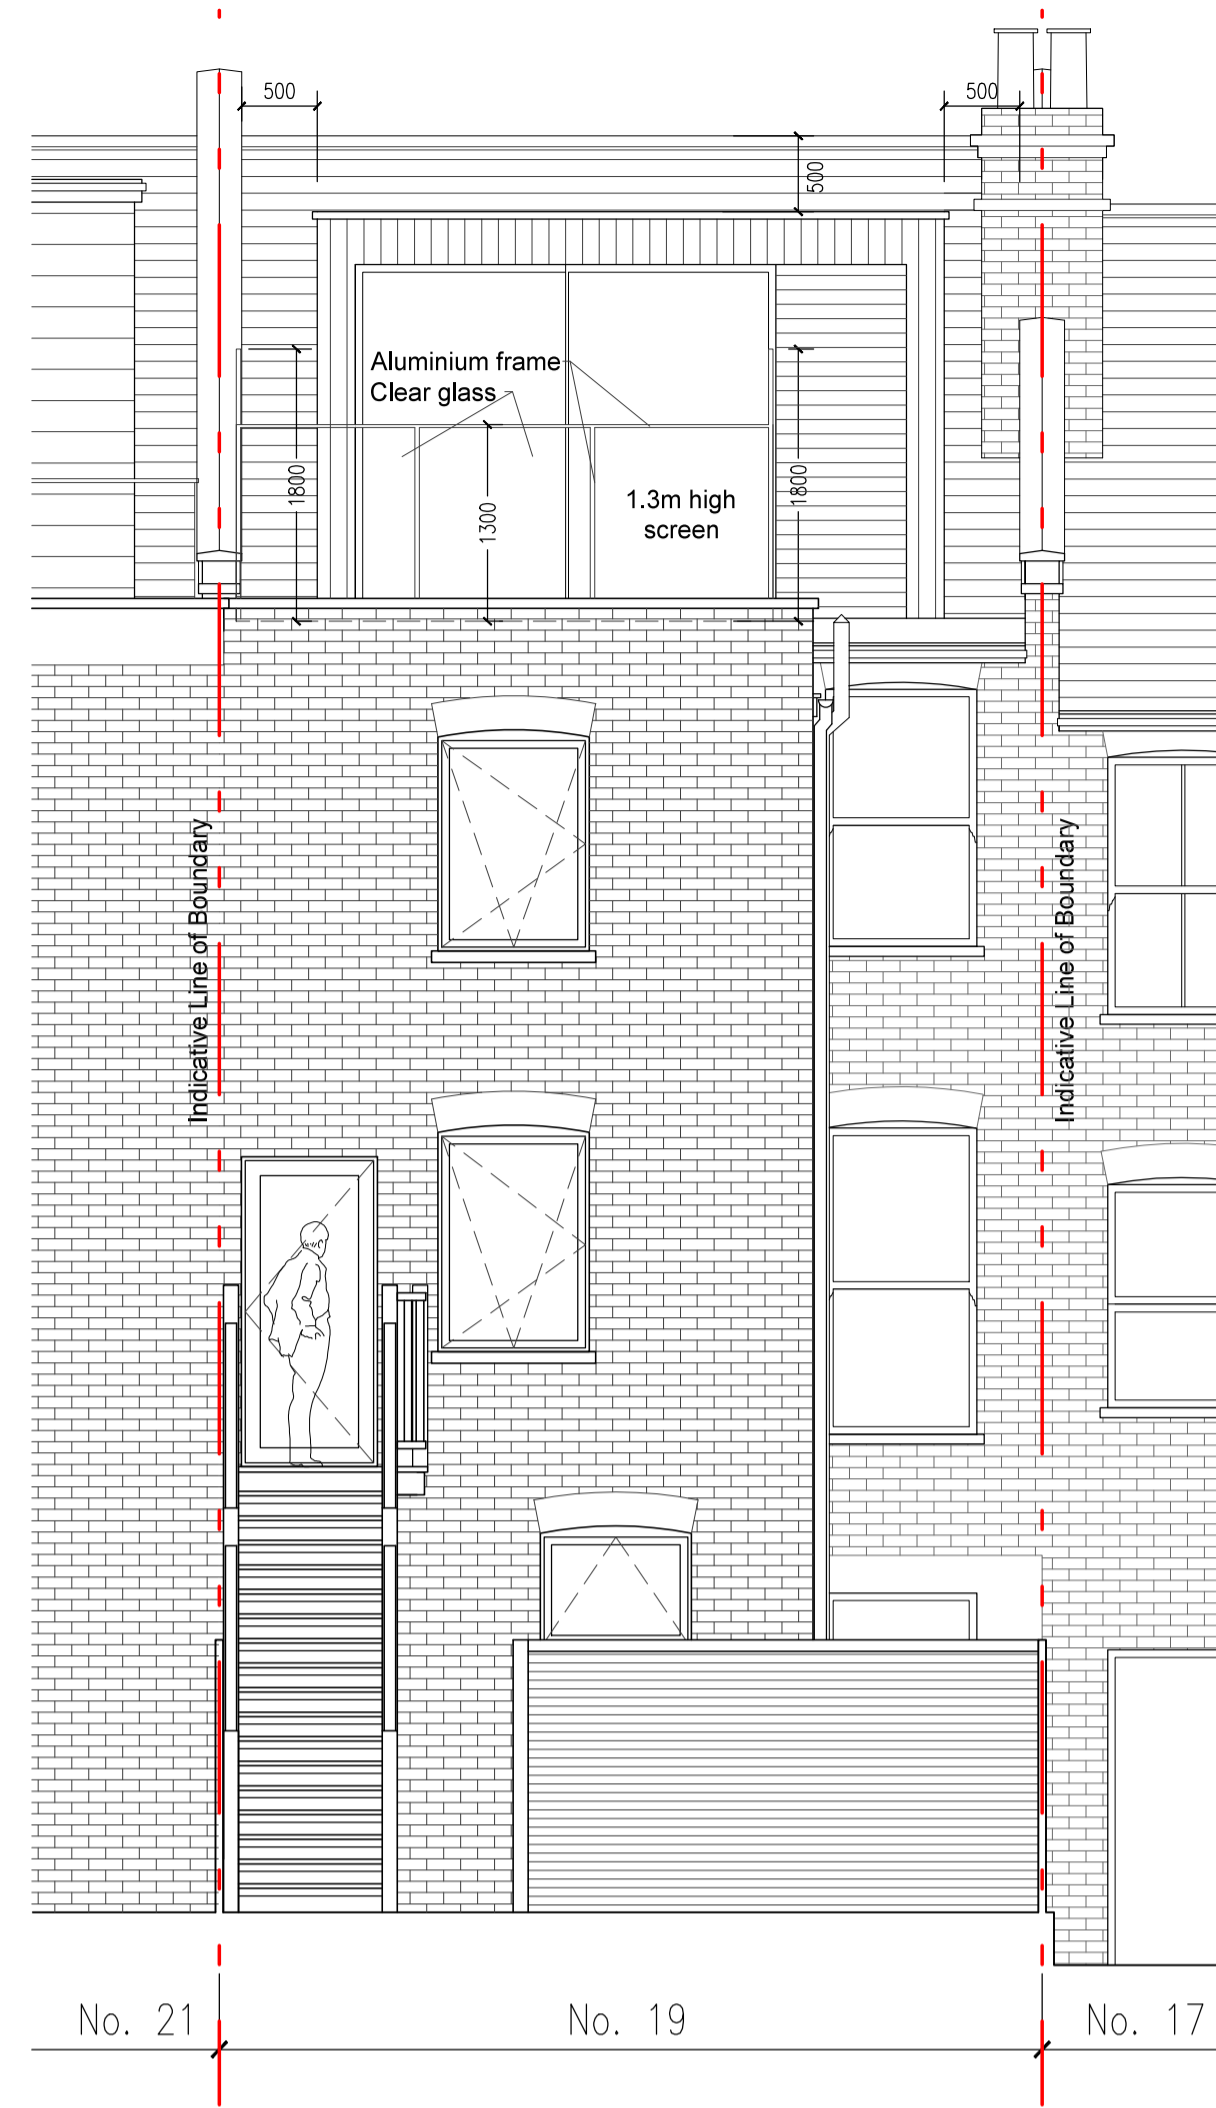 500
500
500
Aluminium frame
Clear glass
1800
1300
1.3m high
screen
1800
Indicative Line of Boundary
Indicative Line of Boundary
No. 21
No. 19
No. 17